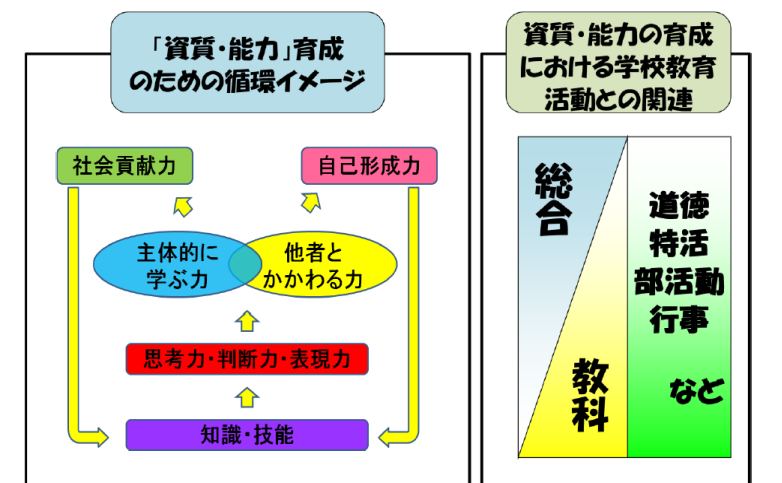 「資質・能力」育成
のための循環イメージ
社会貢献力
自己形成力
主体的に
学ぶ力
他者と
かかわる力
思考力・判断力・表現力
知識・技能
資質・能力の育成
における学校教育
活動との関連
総合
教科
道徳
特活
部活動
行事
など